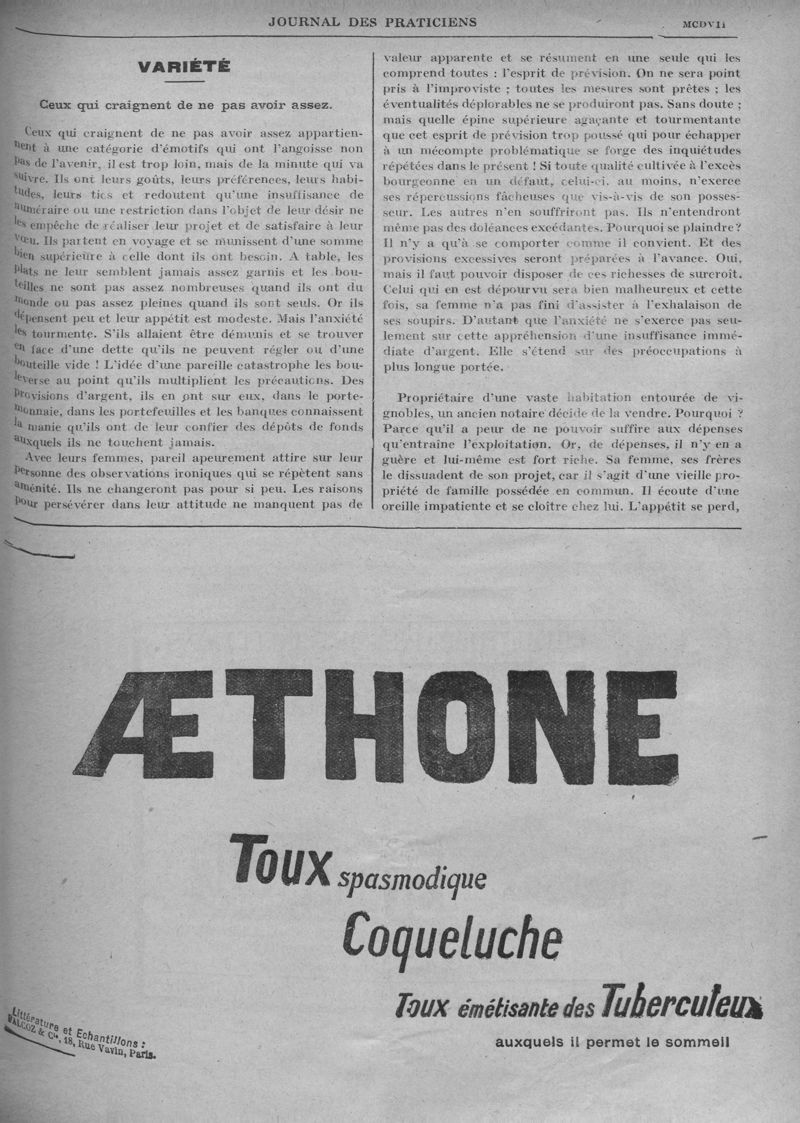 JOURNAL DES PRATICIENS
MCDVII
VARIÉTÉ
Ceux qui craignent de ne pas avoir assez.
Ceux qui craignent de ne pas avoir assez appartien-
nent à une catégorie d'émotifs qui ont l'angoisse non
pas de l'avenir, il est trop loin, mais de la minute qui va
suivre. Ils ont leurs goûts, leurs préférences, leurs habi-
tudes, leurs tics et redoutent qu'une insuffisance de
numéraire ou une restriction dans l'objet de leur désir ne
les empêche de réaliser leur projet et de satisfaire à leur
vœu. Ils partent en voyage et se munissent d'une somme
bien supérieure à celle dont ils ont besoin. A table, les
plats ne leur semblent jamais assez garnis et les bou-
teilles ne sont pas assez nombreuses quand ils ont du
monde ou pas assez pleines quand ils sont seuls. Or ils
dépensent peu et leur appétit est modeste. Mais l'anxiété
les tourmente. S'ils allaient être démunis et se trouver
en face d'une dette qu'ils ne peuvent régler ou d'une
bouteille vide ! L'idée d'une pareille catastrophe les bou-
leverse au point qu'ils multiplient les précautions. Des
provisions d'argent, ils en ont sur eux, dans le porte-
monnaie, dans les portefeuilles et les banques connaissent
la manie qu'ils ont de leur confier des dépôts de fonds
auxquels ils ne touchent jamais.
Avec leurs femmes, pareil apeurement attire sur leur
personne des observations ironiques qui se répètent sans
aménité. Ils ne changeront pas pour si peu. Les raisons
pour persévérer dans leur attitude ne manquent pas de
valeur apparente et se résument en une seule qui les
comprend toutes : l'esprit de prévision. On ne sera point
pris à l'improviste ; toutes les mesures sont prêtes ; les
éventualités déplorables ne se produiront pas. Sans doute ;
mais quelle épine supérieure agaçante et tourmentante
que cet esprit de prévision trop poussé qui pour échapper
à un mécompte problématique se forge des inquiétudes
répétées dans le présent ! Si toute qualité cultivée à l'excès
bourgeonne en un défaut, celui-ci, au moins, n'exerce
ses répercussions fâcheuses que vis-à-vis de son posses-
seur. Les autres n'en souffriront pas. Ils n'entendront
même pas des doléances excédantes. Pourquoi se plaindre ?
Il n'y a qu'à se comporter comme il convient. Et des
provisions excessives seront préparées à l'avance. Oui,
mais il faut pouvoir disposer de ces richesses de surcroit.
Celui qui en est dépourvu sera bien malheureux et cette
fois, sa femme n'a pas fini d'assister à l'exhalaison de
ses soupirs. D'autant que l'anxiété ne s'exerce pas seu-
lement sur cette appréhension d'une insuffisance immé-
diate d'argent. Elle s'étend sur des préoccupations à
plus longue portée.
Propriétaire d'une vaste habitation entourée de vi-
gnobles, un ancien notaire décide de la vendre. Pourquoi ?
Parce qu'il a peur de ne pouvoir suffire aux dépenses
qu'entraîne l'exploitation. Or, de dépenses, il n'y en a
guère et lui-même est fort riche. Sa femme, ses frères
le dissuadent de son projet, car il s'agit d'une vieille pro-
priété de famille possédée en commun. Il écoute d'une
oreille impatiente et se cloître chez lui. L'appétit se perd,
ÆTHONE
Toux spasmodique
Coqueluche
Toux émétisante des Tuberculeux
auxquels il permet le sommeil
Littérature et Echantillons :
FALCOZ & Cie, 18, Rue Vavin, Paris.